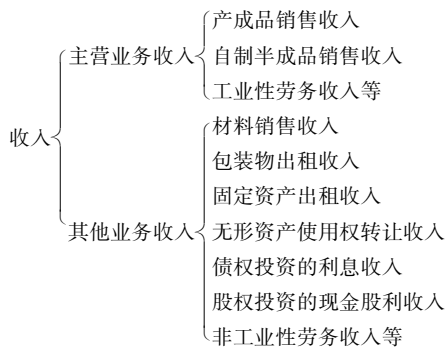 产成品销售收入
主营业务收入
自制半成品销售收入
工业性劳务收入等
收入
材料销售收入
包装物出租收入
固定资产出租收入
其他业务收入
无形资产使用权转让收入
债权投资的利息收入
股权投资的现金股利收入
非工业性劳务收入等